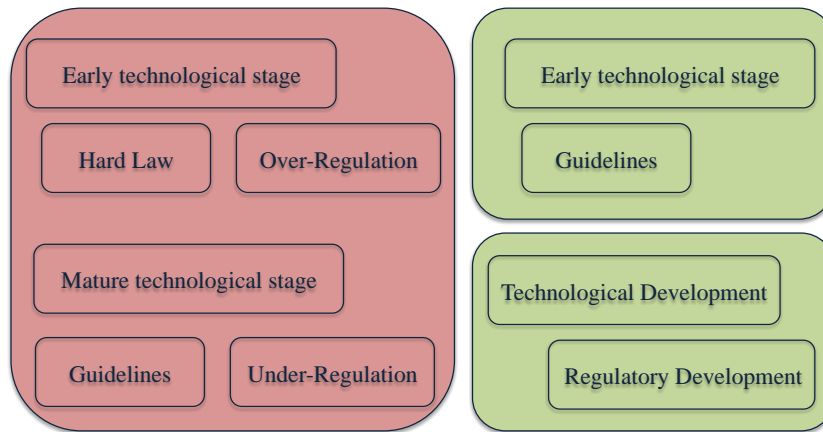 Early technological stage
Hard Law
Over-Regulation
Mature technological stage
Guidelines
Under-Regulation
Early technological stage
Guidelines
Technological Development
Regulatory Development